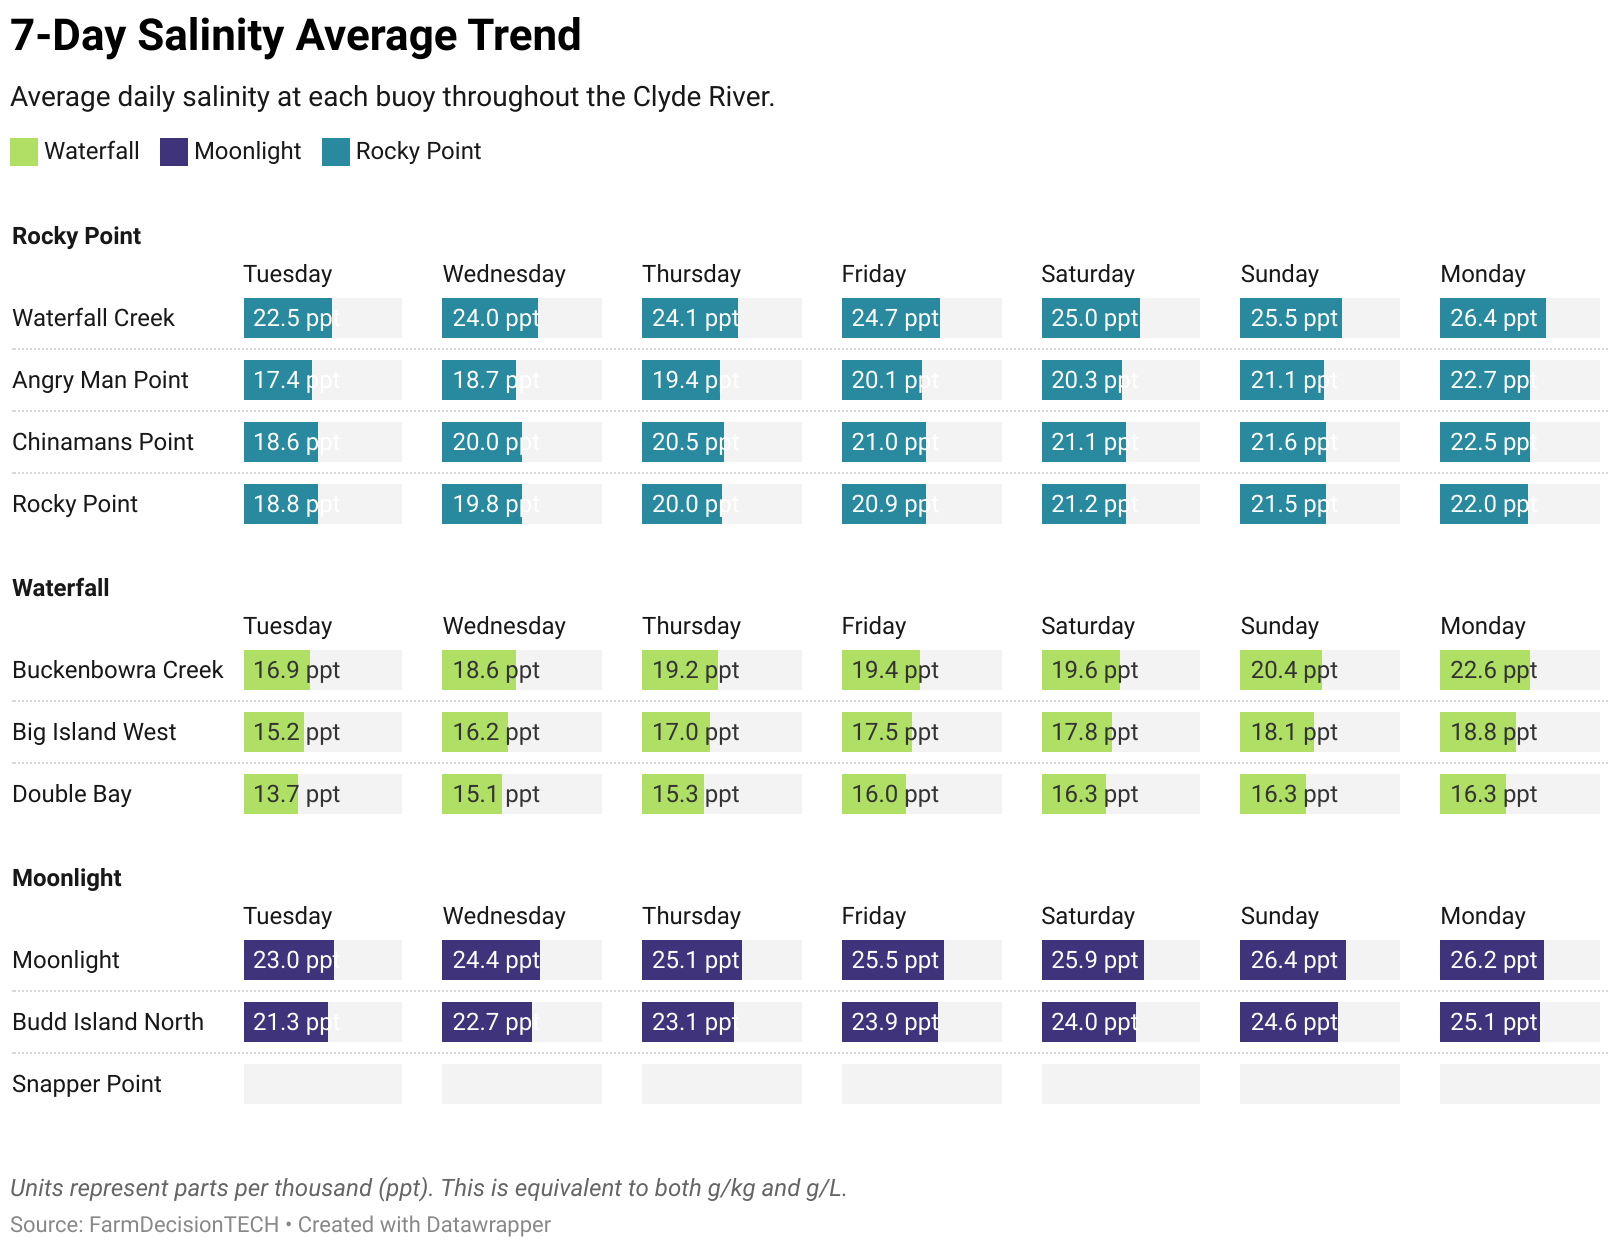 7-Day Salinity Average Trend
Average daily salinity at each buoy throughout the Clyde River.
Waterfall Moonlight Rocky Point
Rocky Point
Tuesday Wednesday Thursday Friday Saturday Sunday Monday
Waterfall Creek 22.5 ppt 24.0 ppt 24.1 ppt 24.7 ppt 25.0 ppt 25.5 ppt 26.4 ppt
Angry Man Point 17.4 ppt 18.7 ppt 19.4 ppt 20.1 ppt 20.3 ppt 21.1 ppt 22.7 ppt
Chinamans Point 18.6 ppt 20.0 ppt 20.5 ppt 21.0 ppt 21.1 ppt 21.6 ppt 22.5 ppt
Rocky Point 18.8 ppt 19.8 ppt 20.0 ppt 20.9 ppt 21.2 ppt 21.5 ppt 22.0 ppt
Waterfall
Tuesday Wednesday Thursday Friday Saturday Sunday Monday
Buckenbowra Creek 16.9 ppt 18.6 ppt 19.2 ppt 19.4 ppt 19.6 ppt 20.4 ppt 22.6 ppt
Big Island West 15.2 ppt 16.2 ppt 17.0 ppt 17.5 ppt 17.8 ppt 18.1 ppt 18.8 ppt
Double Bay 13.7 ppt 15.1 ppt 15.3 ppt 16.0 ppt 16.3 ppt 16.3 ppt 16.3 ppt
Moonlight
Tuesday Wednesday Thursday Friday Saturday Sunday Monday
Moonlight 23.0 ppt 24.4 ppt 25.1 ppt 25.5 ppt 25.9 ppt 26.4 ppt 26.2 ppt
Budd Island North 21.3 ppt 22.7 ppt 23.1 ppt 23.9 ppt 24.0 ppt 24.6 ppt 25.1 ppt
Snapper Point
Units represent parts per thousand (ppt). This is equivalent to both g/kg and g/L.
Source: FarmDecisionTECH • Created with Datawrapper